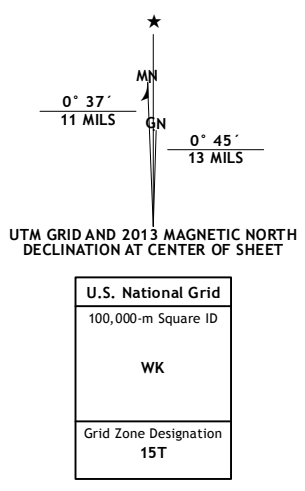 MN
0° 37´
11 MILS
GN
0° 45´
13 MILS
UTM GRID AND 2013 MAGNETIC NORTH
DECLINATION AT CENTER OF SHEET
U.S. National Grid
100,000-m Square ID
WK
Grid Zone Designation
15T